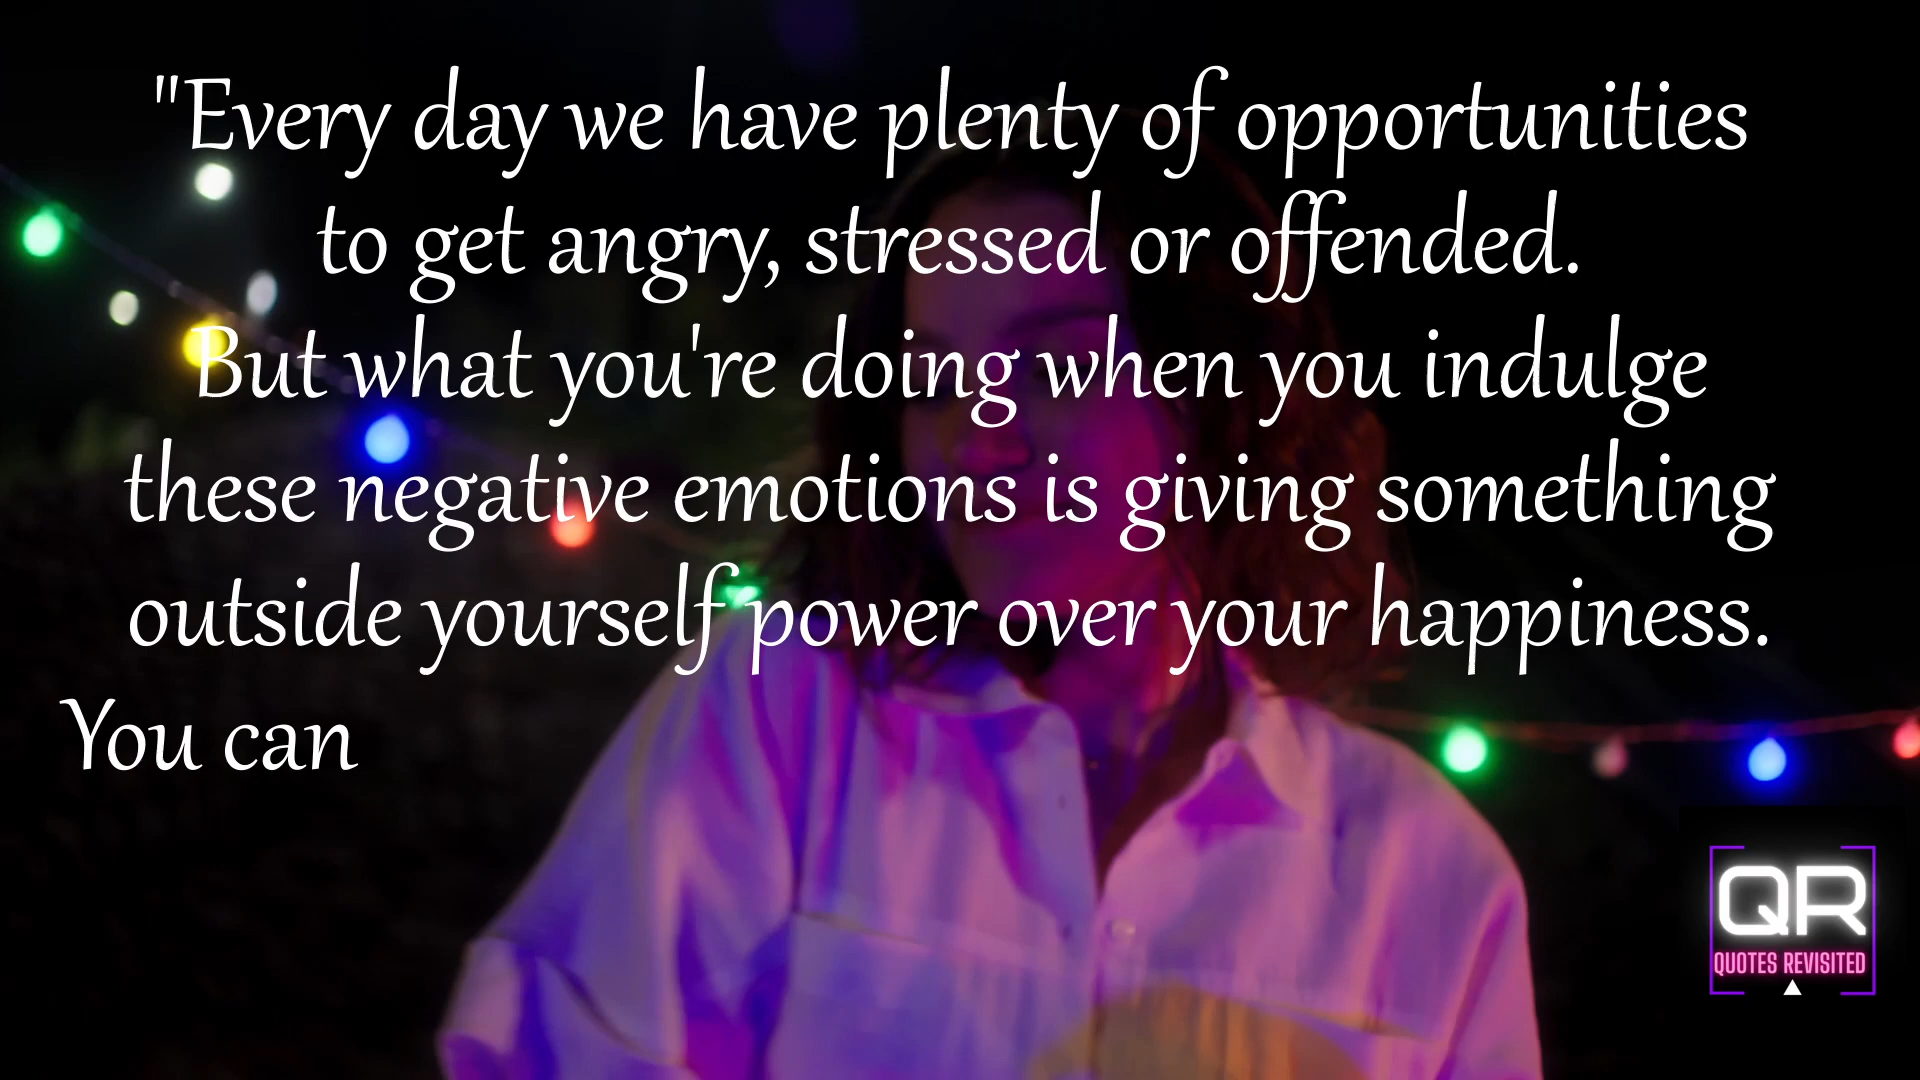 "Every day we have plenty of opportunities
to get angry, stressed or offended.
But what you're doing when you indulge
these negative emotions is giving something
outside yourself power over your happiness.
You can
QR
QUOTES REVISITED